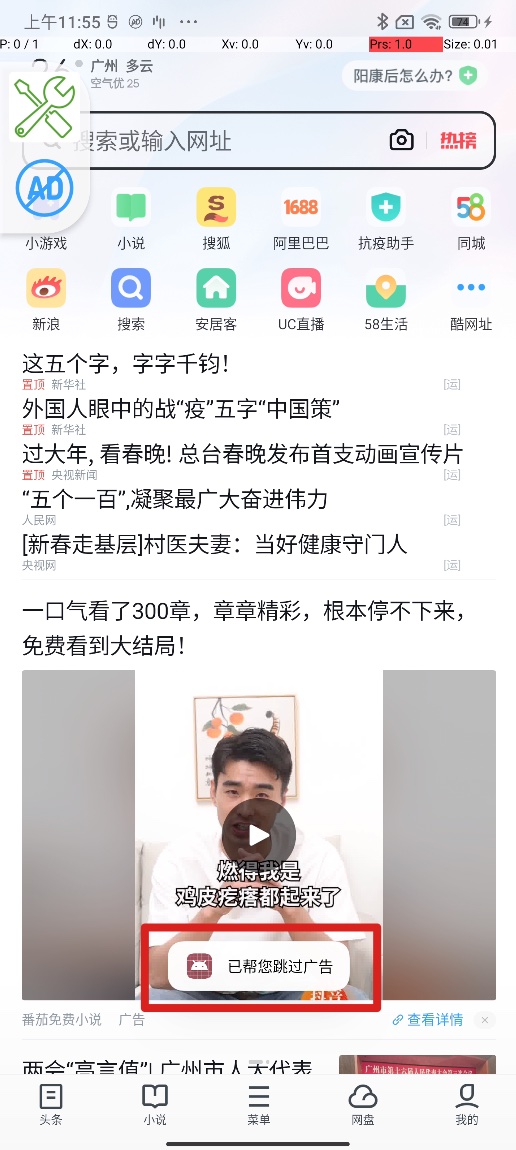 上午11:55
74
P: 0 / 1 dX: 0.0 dY: 0.0 Xv: 0.0 Yv: 0.0 Prs: 1.0 Size: 0.01
广州 多云
空气优 25
阳康后怎么办?
搜索或输入网址
热榜
AD
S 1688 58
小游戏 小说 搜狐 阿里巴巴 抗疫助手 同城
新浪 搜索 安居客 UC直播 58生活 酷网址
这五个字，字字千钧！
置顶 新华社 [运]
外国人眼中的战“疫”五字“中国策”
置顶 新华社 [运]
过大年, 看春晚! 总台春晚发布首支动画宣传片
置顶 央视新闻 [运]
“五个一百”,凝聚最广大奋进伟力
人民网 [运]
[新春走基层]村医夫妻：当好健康守门人
央视网 [运]
一口气看了300章，章章精彩，根本停不下来，
免费看到大结局！
燃得我是
鸡皮疙瘩都起来了
已帮您跳过广告
番茄免费小说 广告 查看详情
两会“高言值”| 广州市人大代表
头条 小说 菜单 网盘 我的